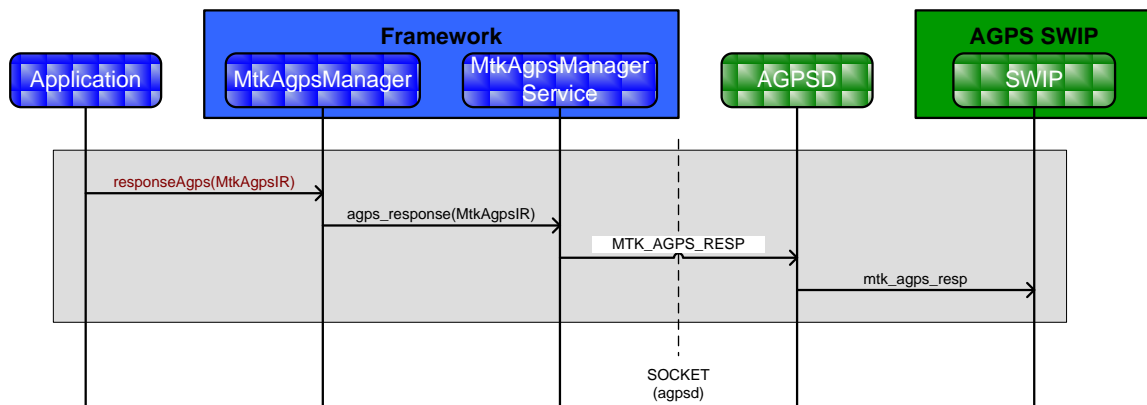 Framework
AGPS SWIP
Application
MtkAgpsManager
MtkAgpsManager
Service
AGPSD
SWIP
responseAgps(MtkAgpsIR)
agps_response(MtkAgpsIR)
MTK_AGPS_RESP
mtk_agps_resp
SOCKET
(agpsd)